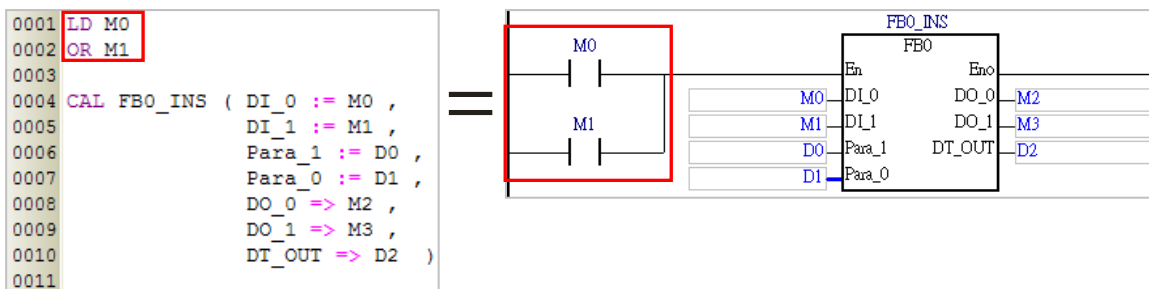 0001 LD M0
0002 OR M1
0003
0004 CAL FB0_INS ( DI_0 := M0 ,
0005 DI_1 := M1 ,
0006 Para_1 := D0 ,
0007 Para_0 := D1 ,
0008 DO_0 => M2 ,
0009 DO_1 => M3 ,
0010 DT_OUT => D2 )
0011
=
FB0_INS
M0 FB0
En Eno
M0 DI_0 DO_0 M2
M1 M1 DI_1 DO_1 M3
D0 Para_1 DT_OUT D2
D1 Para_0